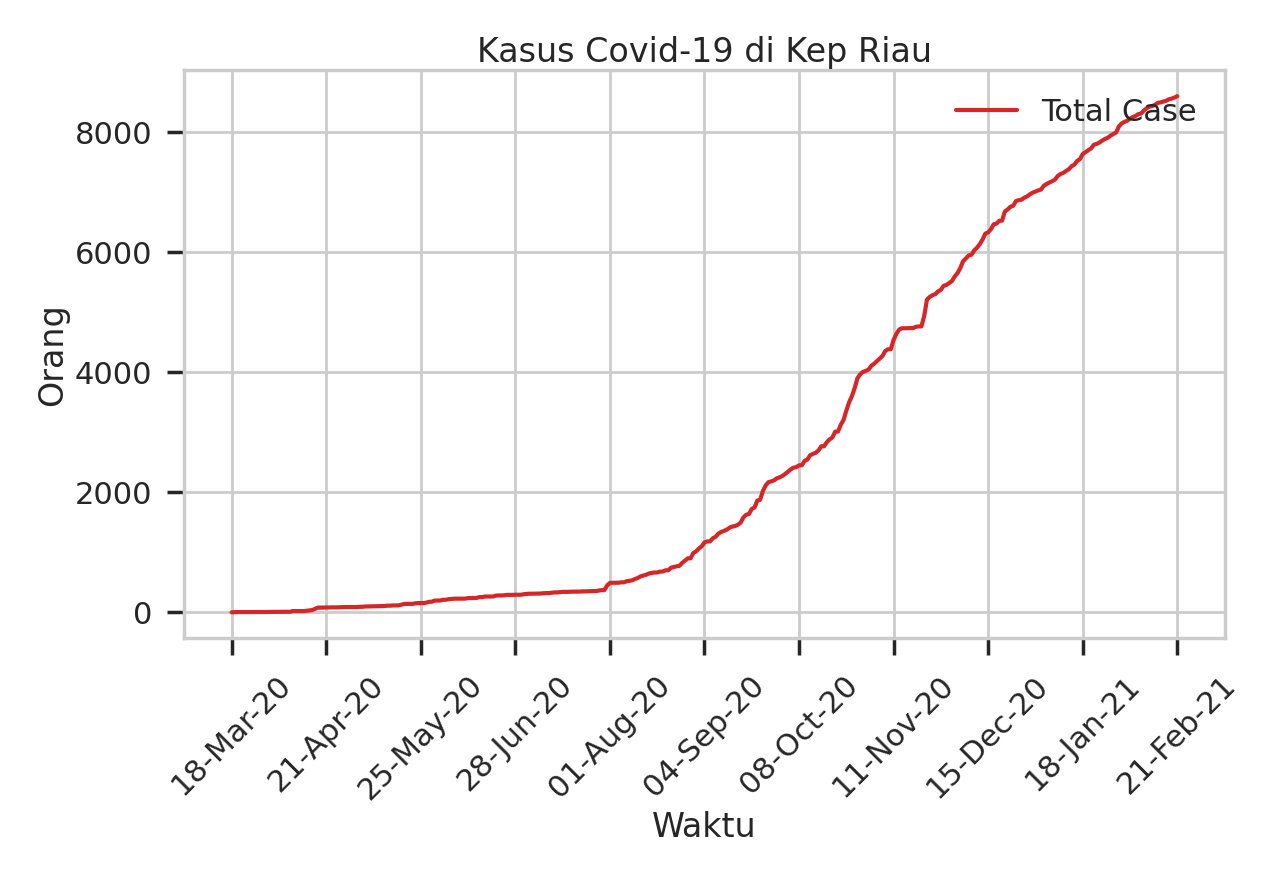 Kasus Covid-19 di Kep Riau
Total Case
8000
6000
4000
2000
0
Orang
18-Mar-20
21-Apr-20
25-May-20
28-Jun-20
01-Aug-20
04-Sep-20
08-Oct-20
11-Nov-20
15-Dec-20
18-Jan-21
21-Feb-21
Waktu